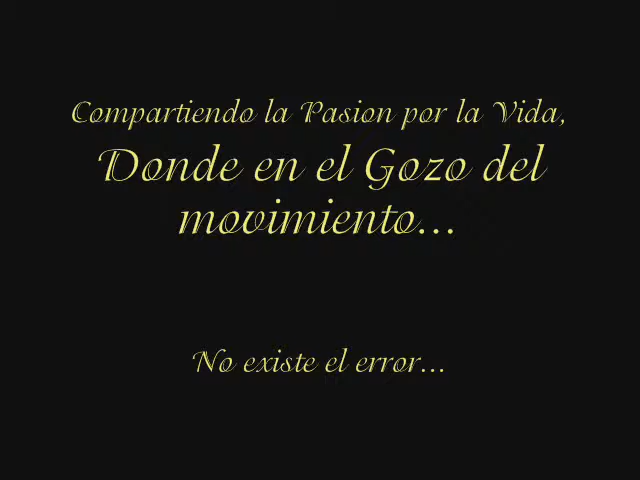 Compartiendo la Pasion por la Vida,
Donde en el Gozo del
movimiento...
No existe el error...